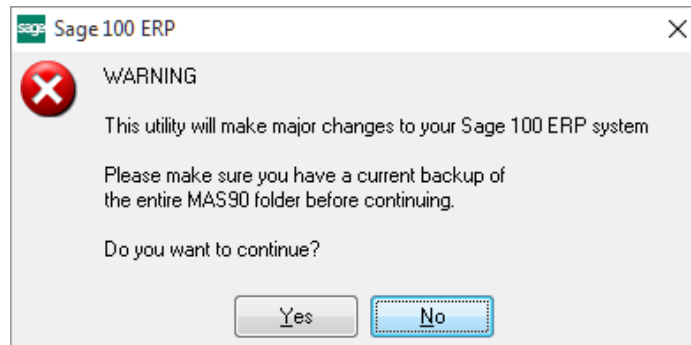 sage Sage 100 ERP
WARNING
This utility will make major changes to your Sage 100 ERP system
Please make sure you have a current backup of
the entire MAS90 folder before continuing.
Do you want to continue?
Yes No